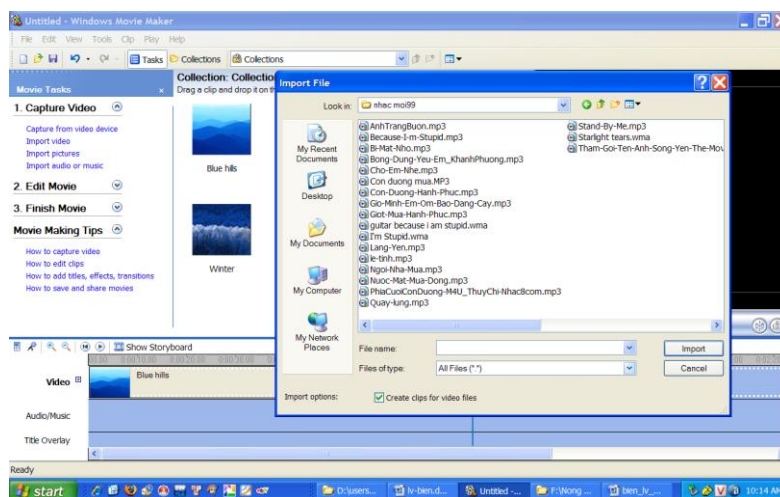 Untitled - Windows Movie Maker
File Edit View Tools Clip Play Help
Tasks Collections Collections
Movie Tasks
1. Capture Video
Capture from video device
Import video
Import pictures
Import audio or music
2. Edit Movie
3. Finish Movie
Movie Making Tips
How to capture video
How to edit clips
How to add titles, effects, transitions
How to save and share movies
Collection: Collection
Drag a clip and drop it on th
Blue hills
Winter
Import File
Look in: nhac moi99
My Recent Documents
Desktop
My Documents
My Computer
My Network Places
AnhTrangBuon.mp3
Because-I-m-Stupid.mp3
Bi-Mat-Nho.mp3
Bong-Dung-Yeu-Em_KhanhPhuong.mp3
Cho-Em-Nhe.mp3
Con duong mua.MP3
Con-Duong-Hanh-Phuc.mp3
Gio-Minh-Em-Om-Bao-Dang-Cay.mp3
Giot-Mua-Hanh-Phuc.mp3
guitar because i am stupid.wma
I'm Stupid.wma
Lang-Yen.mp3
le-tinh.mp3
Ngoi-Nha-Mua.mp3
Nuoc-Mat-Mua-Dong.mp3
PhiaCuoiConDuong-M4U_ThuyChi-Nhac8com.mp3
Quay-lung.mp3
Stand-By-Me.mp3
Starlight tears.wma
Tham-Goi-Ten-Anh-Song-Yen-The-Mov
File name:
Import
Files of type: All Files (*.*)
Cancel
Import options: Create clips for video files
Show Storyboard
Video
Blue hills
Audio/Music
Title Overlay
Ready
start D:\users... lv-bien.d... Untitled -... F:\Nong ... bien_lv_... 10:14 A